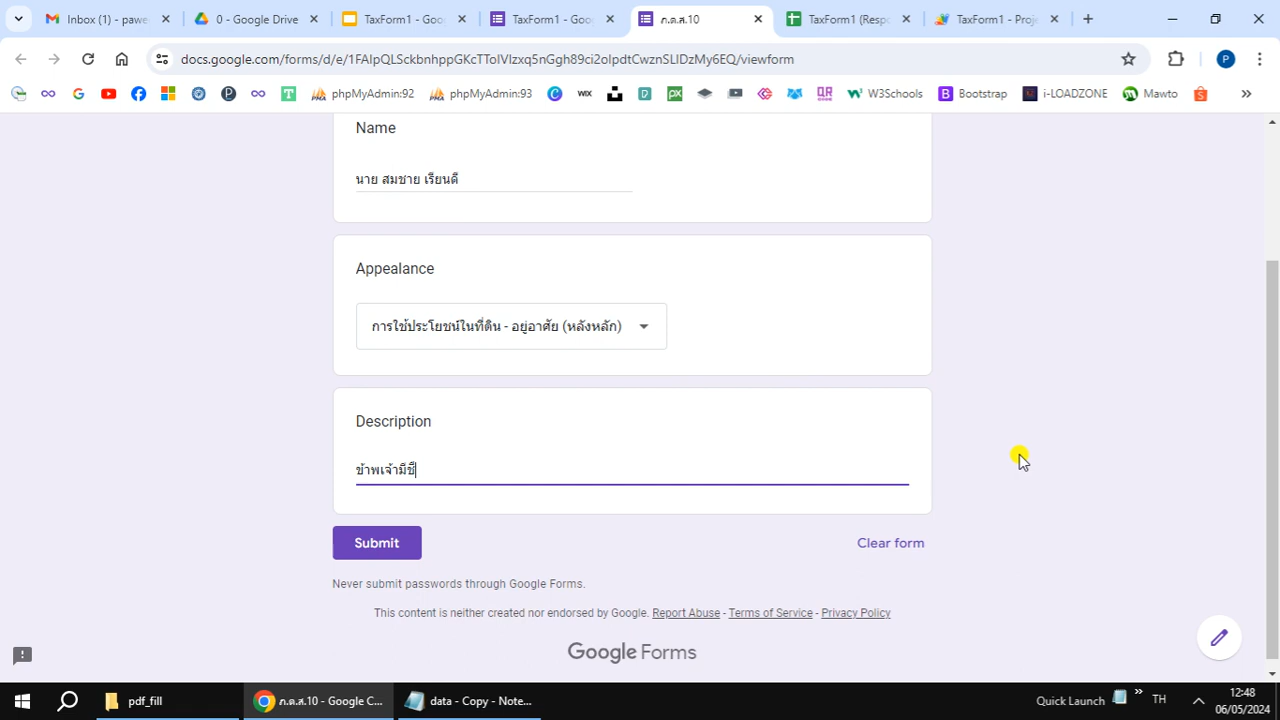 Inbox (1) - pawe
0 - Google Drive
TaxForm1 - Goo
TaxForm1 - Goo
ภ.ด.ส.10
TaxForm1 (Resp
TaxForm1 - Proje
docs.google.com/forms/d/e/1FAIpQLSckbnhppGKcTToIVIzxq5nGgh89ci2oIpdtCwznSLIDzMy6EQ/viewform
P
phpMyAdmin:92
phpMyAdmin:93
WIX
QR CODE
W3Schools
Bootstrap
i-LOADZONE
Mawto
Name
นาย สมชาย เรียนดี
Appealance
การใช้ประโยชน์ในที่ดิน - อยู่อาศัย (หลังหลัก)
Description
ข้าพเจ้ามีชื
Submit
Clear form
Never submit passwords through Google Forms.
This content is neither created nor endorsed by Google. Report Abuse - Terms of Service - Privacy Policy
Google Forms
pdf_fill
ภ.ด.ส.10 - Google C...
data - Copy - Note...
Quick Launch
TH
12:48
06/05/2024